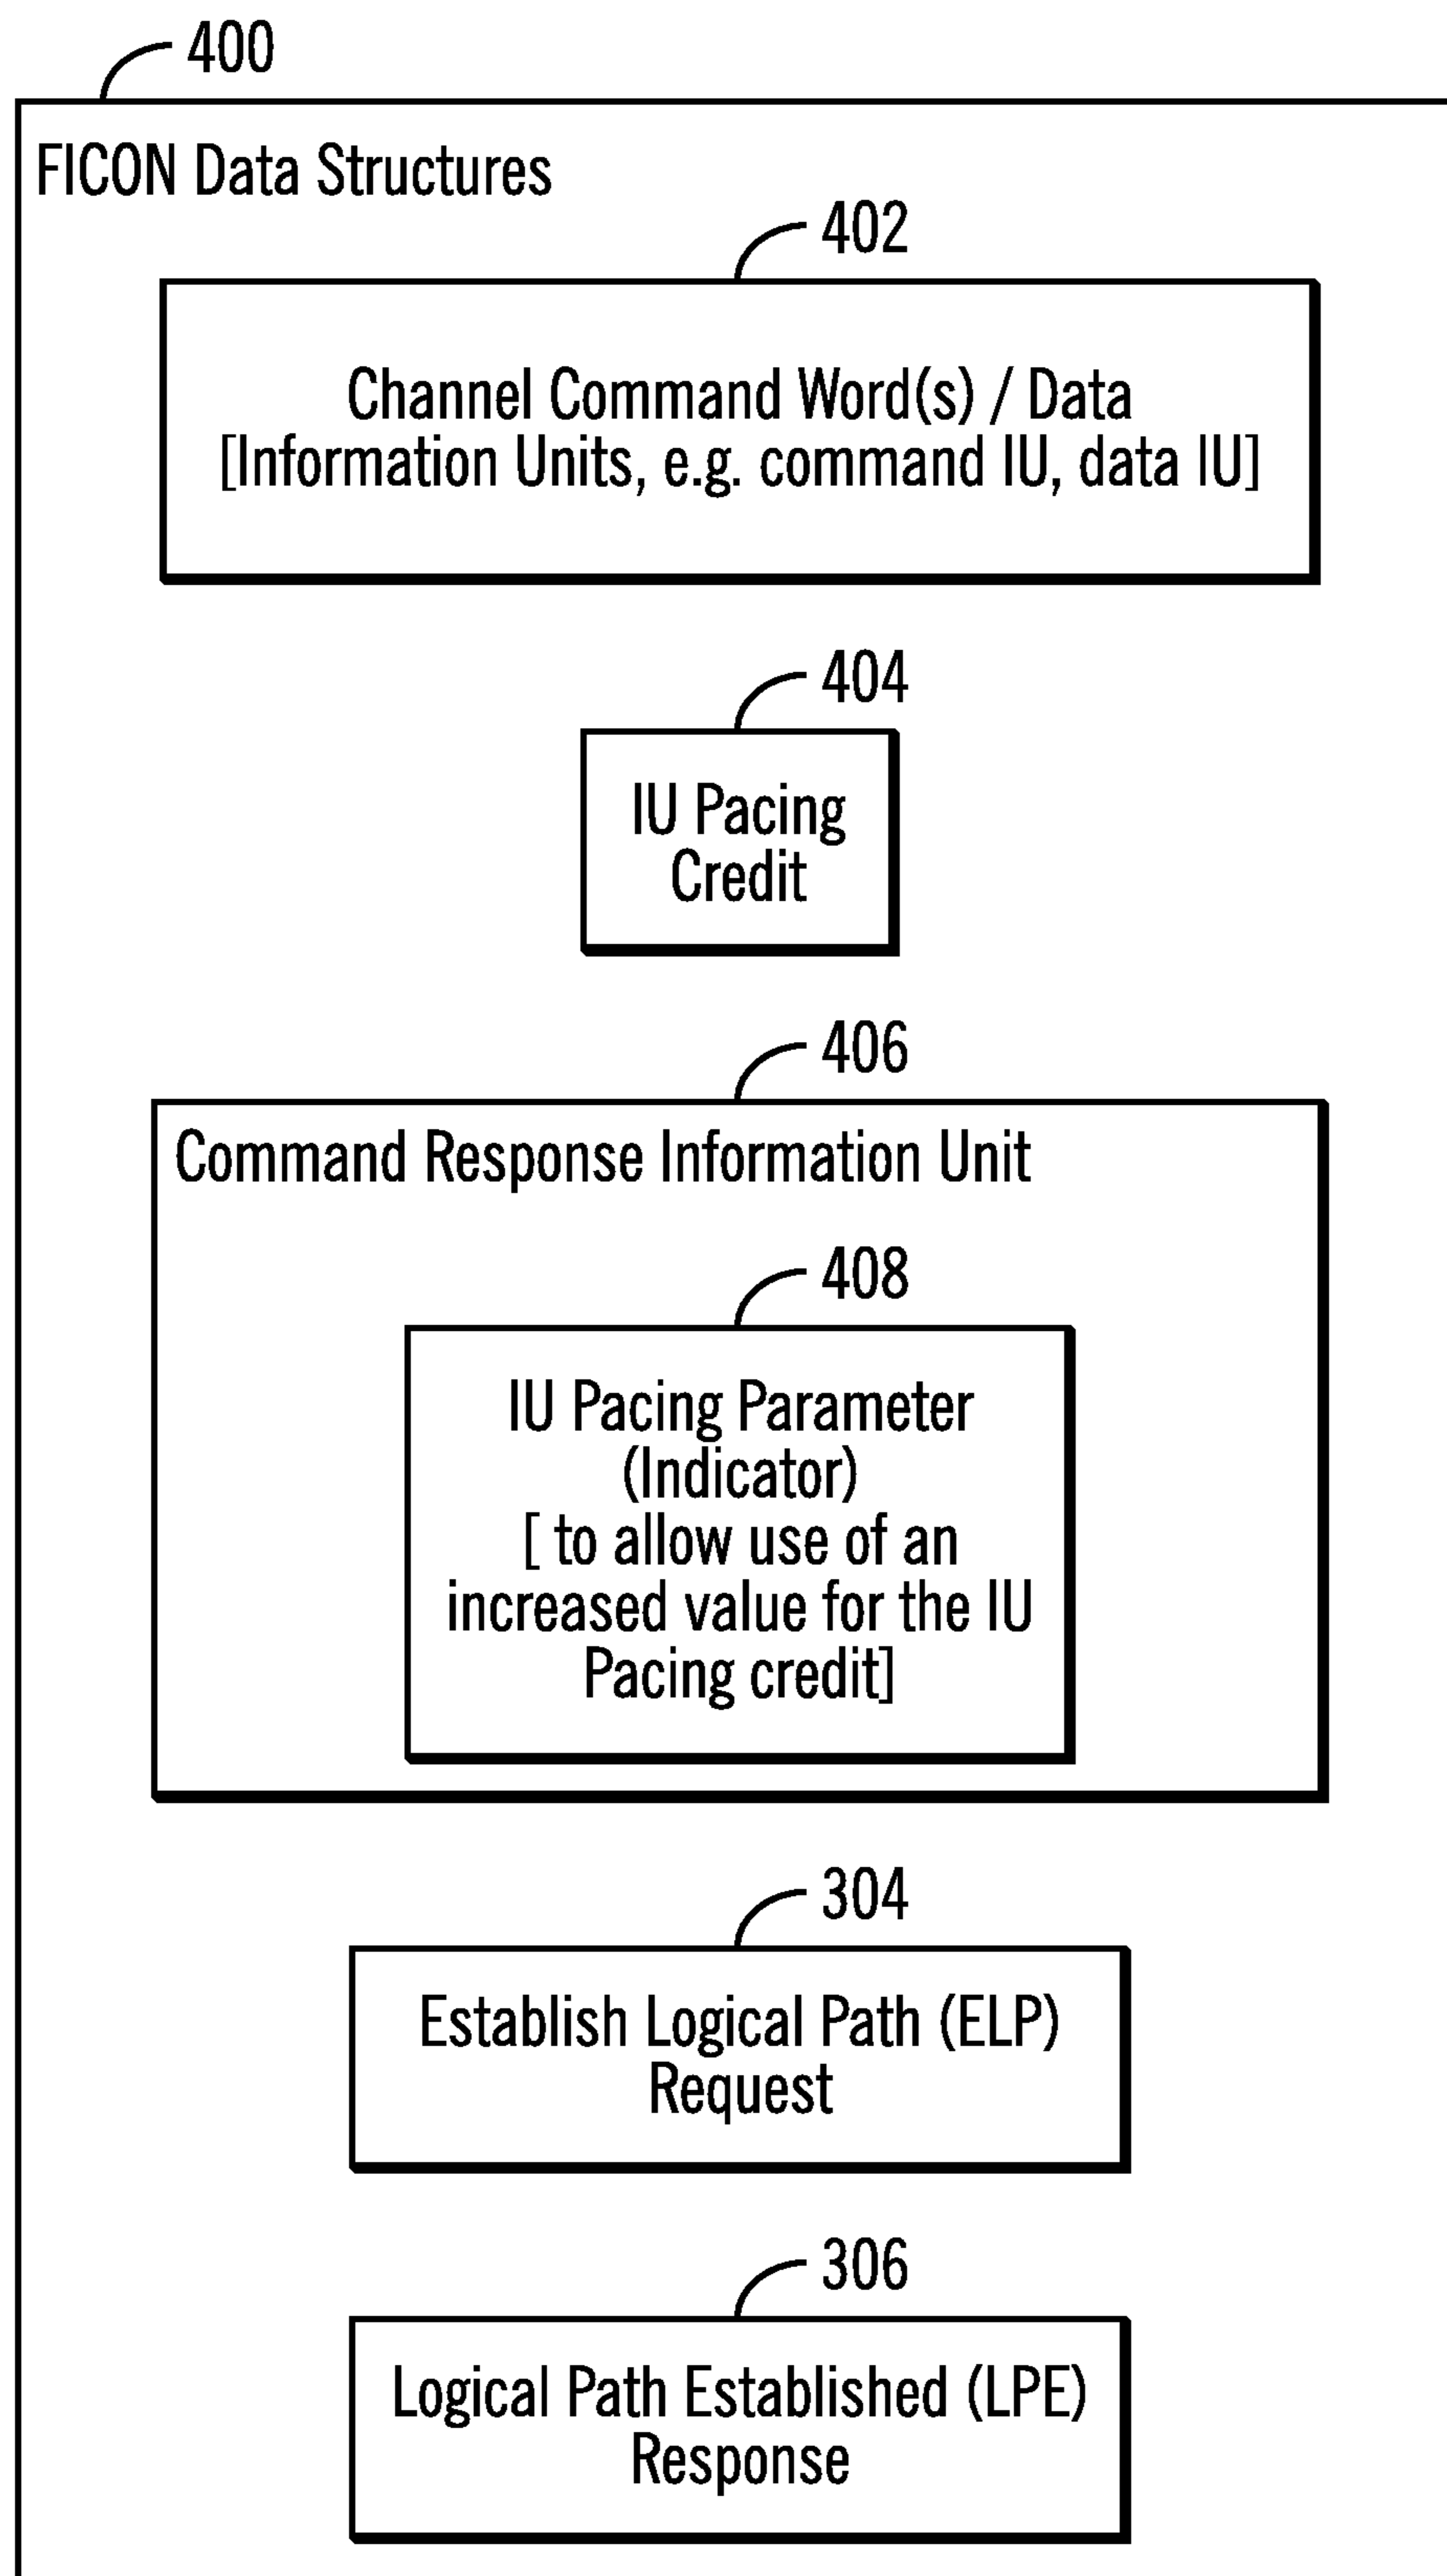 400
FICON Data Structures
402
Channel Command Word(s) / Data
[Information Units, e.g. command IU, data IU]
404
IU Pacing
Credit
406
Command Response Information Unit
408
IU Pacing Parameter
(Indicator)
[ to allow use of an
increased value for the IU
Pacing credit]
304
Establish Logical Path (ELP)
Request
306
Logical Path Established (LPE)
Response